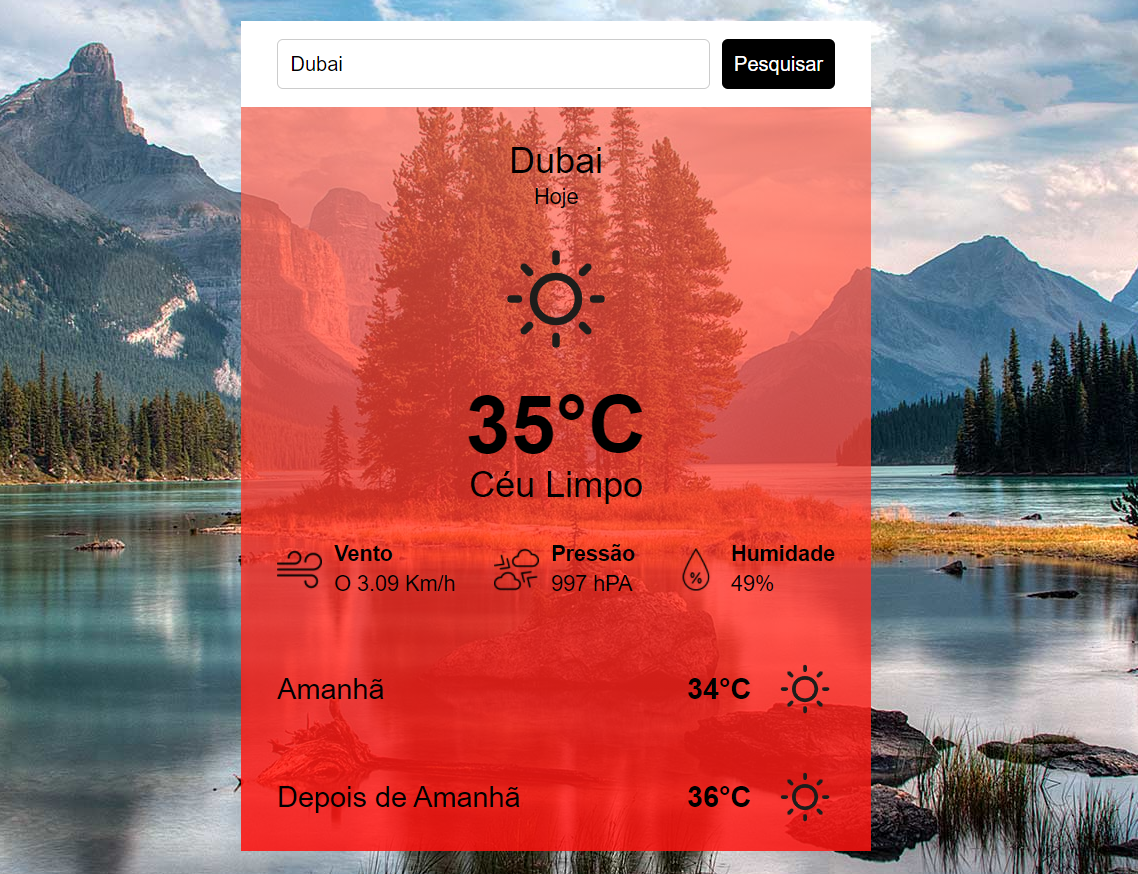 Dubai
Pesquisar
Dubai
Hoje
35°C
Céu Limpo
Vento
O 3.09 Km/h
Pressão
997 hPA
Humidade
49%
%
Amanhã
34°C
Depois de Amanhã
36°C